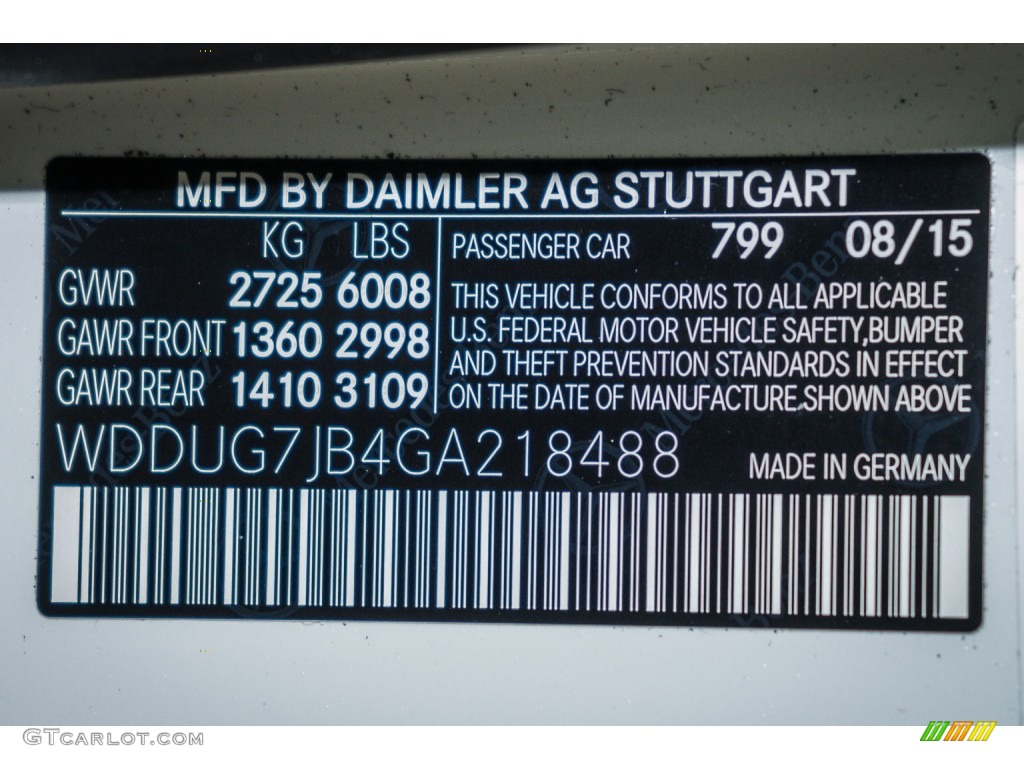 MFD BY DAIMLER AG STUTTGART
KG LBS
GVWR 2725 6008
GAWR FRONT 1360 2998
GAWR REAR 1410 3109
PASSENGER CAR 799 08/15
THIS VEHICLE CONFORMS TO ALL APPLICABLE
U.S. FEDERAL MOTOR VEHICLE SAFETY,BUMPER
AND THEFT PREVENTION STANDARDS IN EFFECT
ON THE DATE OF MANUFACTURE.SHOWN ABOVE
WDDUG7JB4GA218488
MADE IN GERMANY
GTCARLOT.COM